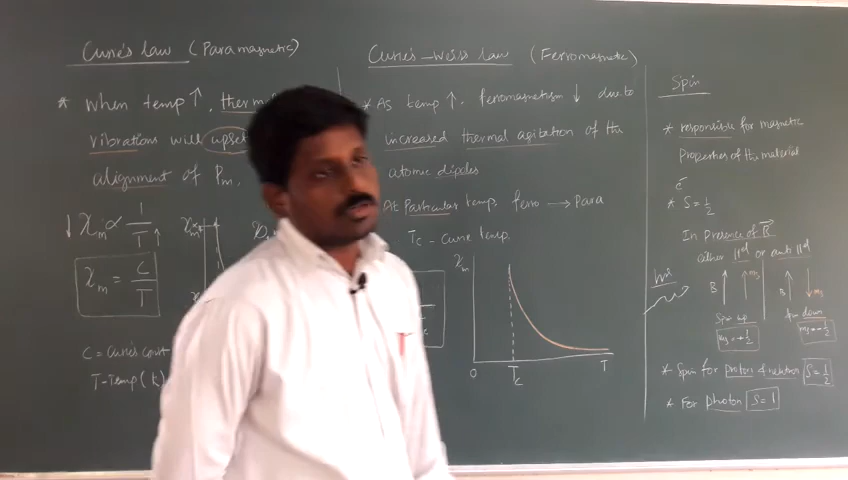 Curie's Law (Paramagnetic)
* When temp ↑, thermal
vibrations will upset
alignment of Pm,
↓ χm ∝ 1/T ↑
χm = C/T
C = Curie's Const
T - Temp (K)
Curie-Weiss law (Ferromagnetic)
* As temp ↑, ferromagnetism ↓ due to
increased thermal agitation of the
atomic dipoles
At Particular temp, ferro → Para
Tc - Curie temp.
χm
0 Tc T
Spin
* responsible for magnetic
Properties of the material
e⁻
* S = 1/2
In Presence of B
either ||el or anti ||el
B ms B ms
Spin up Spin down
ms = +1/2 ms = -1/2
* Spin for proton & neutron S = 1/2
* For photon S = 1